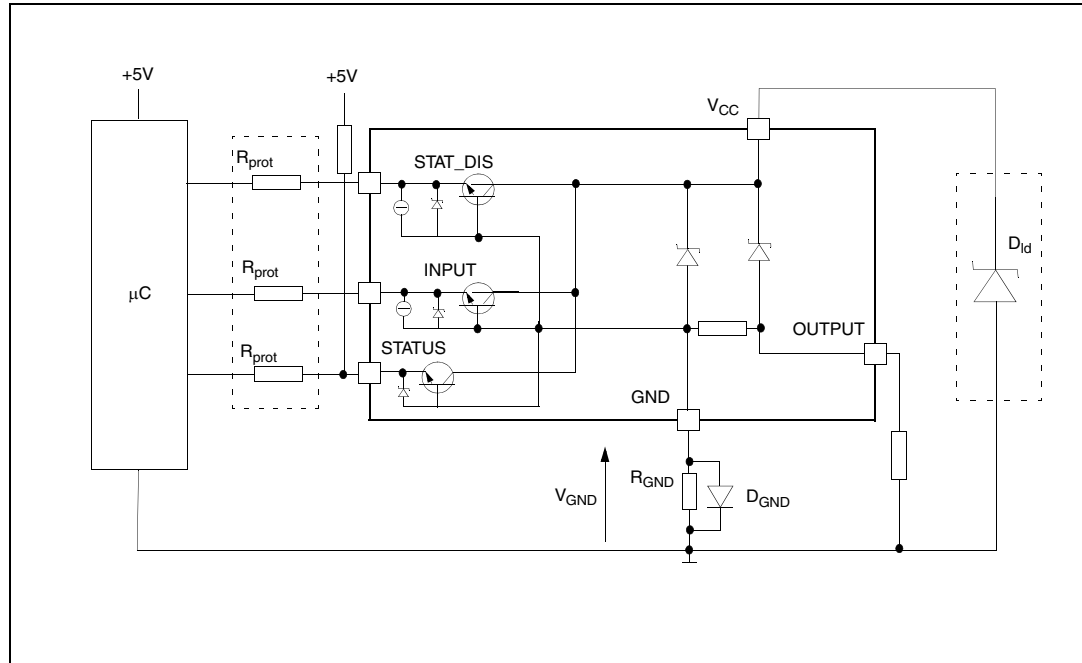 +5V
+5V
VCC
Rprot
STAT_DIS
Dld
Rprot
INPUT
μC
OUTPUT
Rprot
STATUS
GND
RGND
VGND
DGND